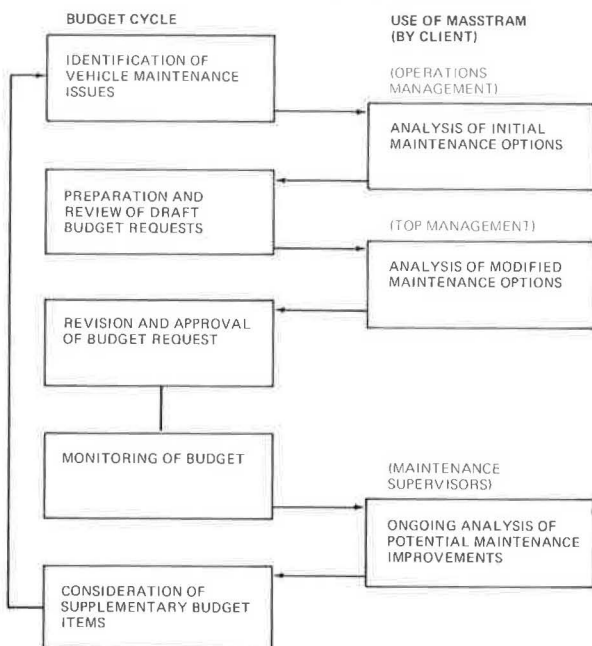 BUDGET CYCLE
USE OF MASSTRAM
(BY CLIENT)
IDENTIFICATION OF
VEHICLE MAINTENANCE
ISSUES
(OPERATIONS
MANAGEMENT)
ANALYSIS OF INITIAL
MAINTENANCE OPTIONS
PREPARATION AND
REVIEW OF DRAFT
BUDGET REQUESTS
(TOP MANAGEMENT)
ANALYSIS OF MODIFIED
MAINTENANCE OPTIONS
REVISION AND APPROVAL
OF BUDGET REQUEST
MONITORING OF BUDGET
(MAINTENANCE
SUPERVISORS)
ONGOING ANALYSIS OF
POTENTIAL MAINTENANCE
IMPROVEMENTS
CONSIDERATION OF
SUPPLEMENTARY BUDGET
ITEMS